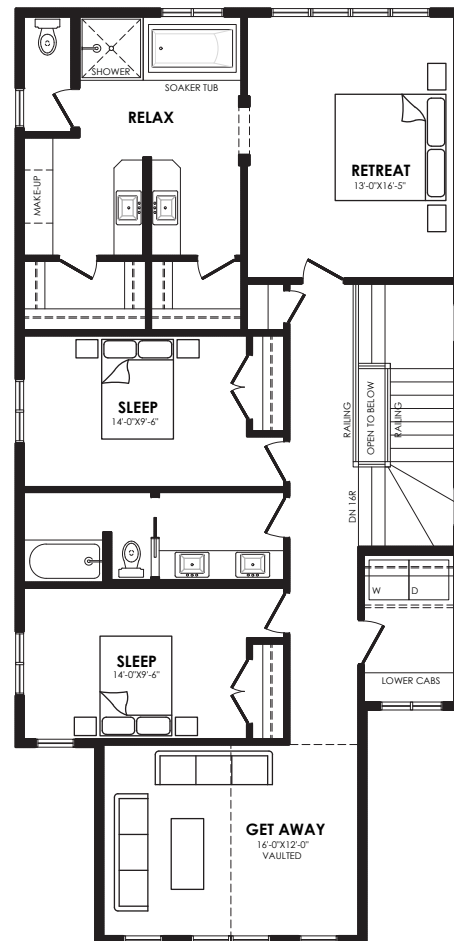 SHOWER
SOAKER TUB
RELAX
MAKE-UP
RETREAT
13'-0"X16'-5"
SLEEP
14'-0"X9'-6"
RAILING
OPEN TO BELOW
RAILING
DN 16R
W
D
LOWER CABS
SLEEP
14'-0"X9'-6"
GET AWAY
16'-0"X12'-0"
VAULTED